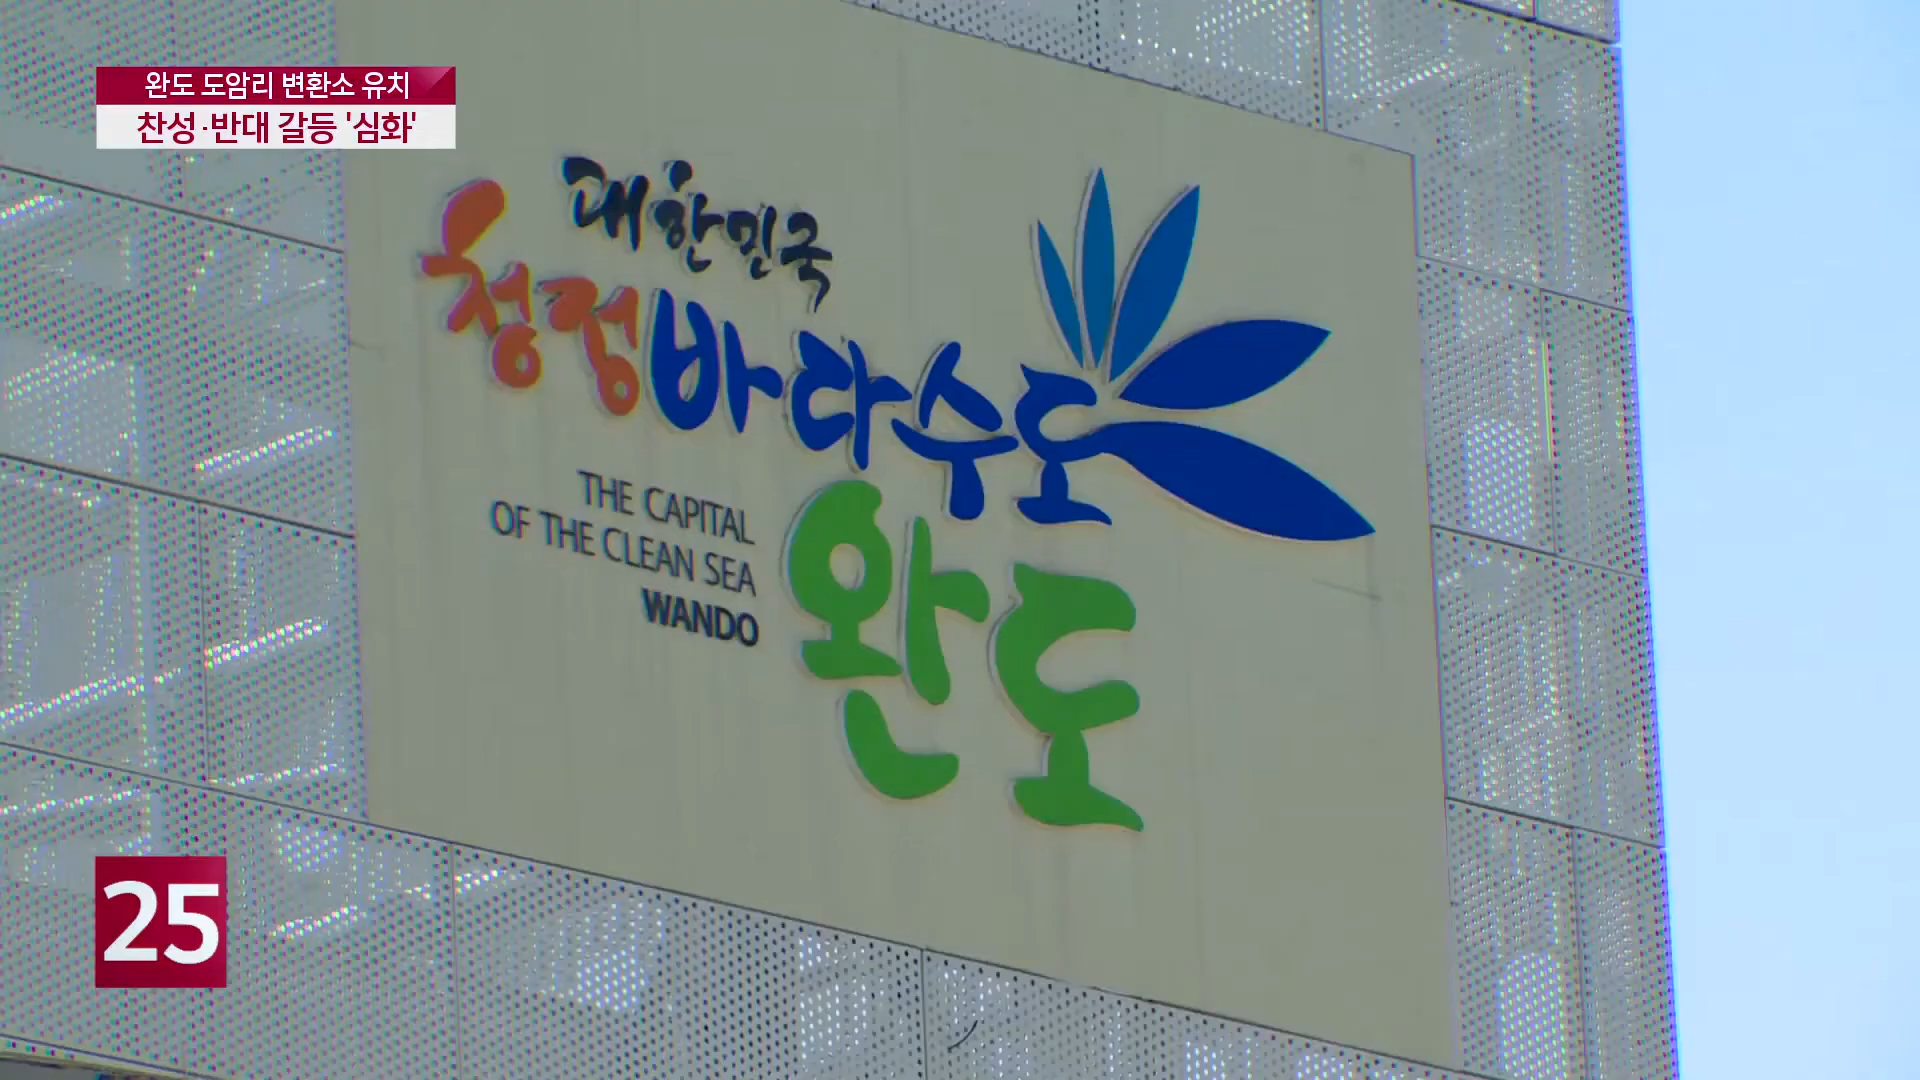 완도 도암리 변환소 유치
찬성·반대 갈등 '심화'
대한민국
청정바다수도
THE CAPITAL
OF THE CLEAN SEA
WANDO
완도
25